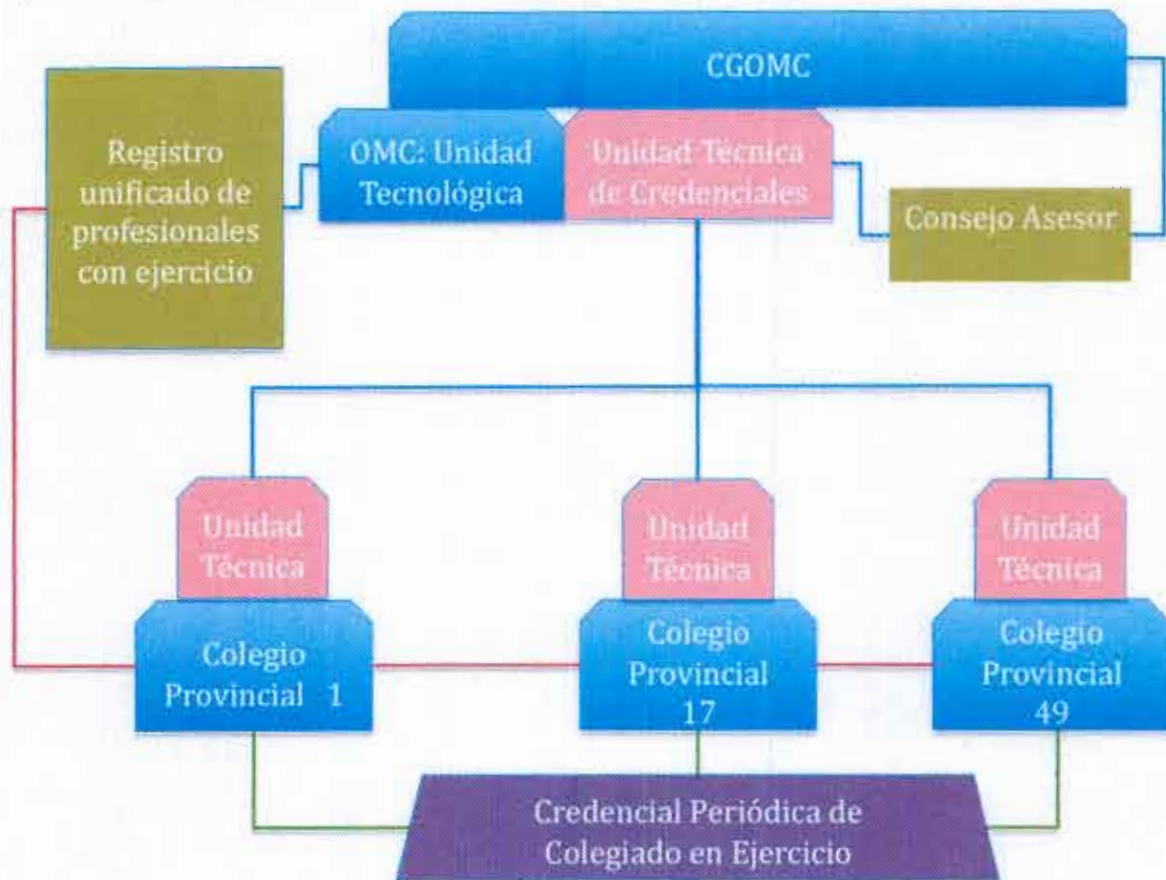 CGOMC
Registro
unificado de
profesionales
con ejercicio
OMC: Unidad
Tecnológica
Unidad Técnica
de Credenciales
Consejo Asesor
Unidad
Técnica
Unidad
Técnica
Unidad
Técnica
Colegio
Provincial 1
Colegio
Provincial
17
Colegio
Provincial
49
Credencial Periódica de
Colegiado en Ejercicio